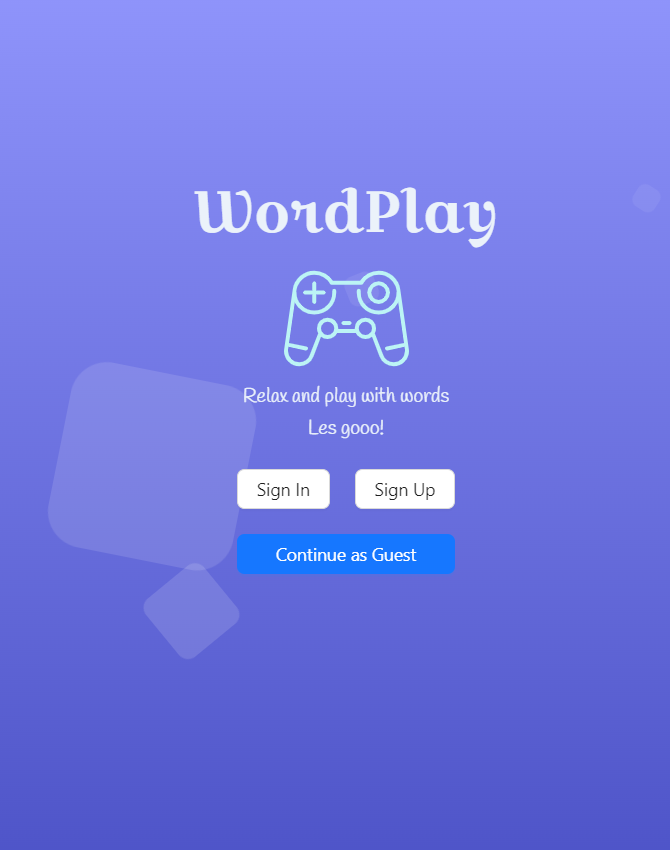 WordPlay
Relax and play with words
Les gooo!
Sign In
Sign Up
Continue as Guest